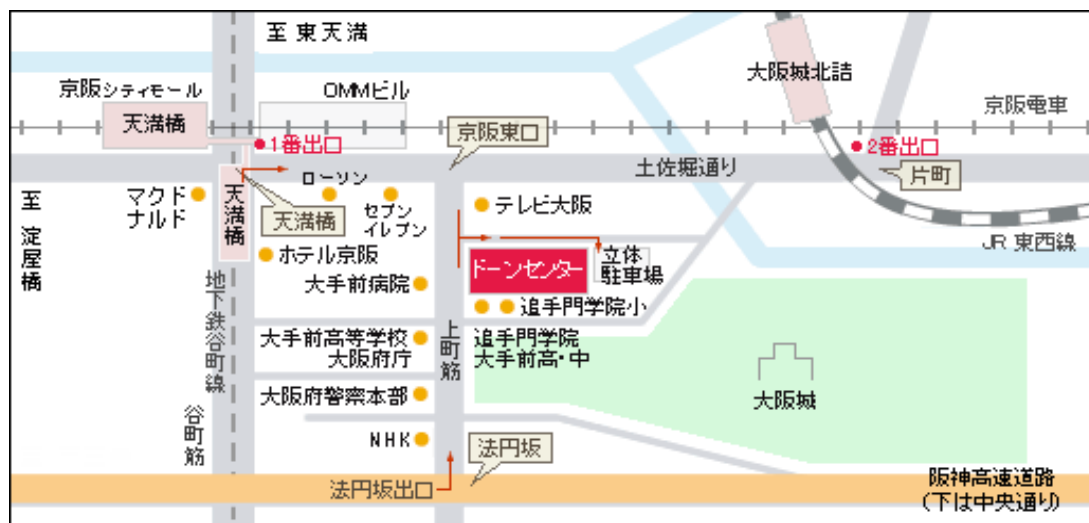 至 東天満
大阪城北詰
京阪シティモール
OMMビル
京阪電車
天満橋
1番出口
京阪東口
2番出口
土佐堀通り
片町
ローソン
至 淀屋橋
マクド
ナルド
天満橋
天満橋
セブン
イレブン
テレビ大阪
JR 東西線
ホテル京阪
ドーンセンター
立体
駐車場
大手前病院
追手門学院小
地下鉄谷町線
大手前高等学校
大阪府庁
上町筋
追手門学院
大手前高・中
大阪府警察本部
大阪城
谷町筋
NHK
法円坂
法円坂出口
阪神高速道路
(下は中央通り)